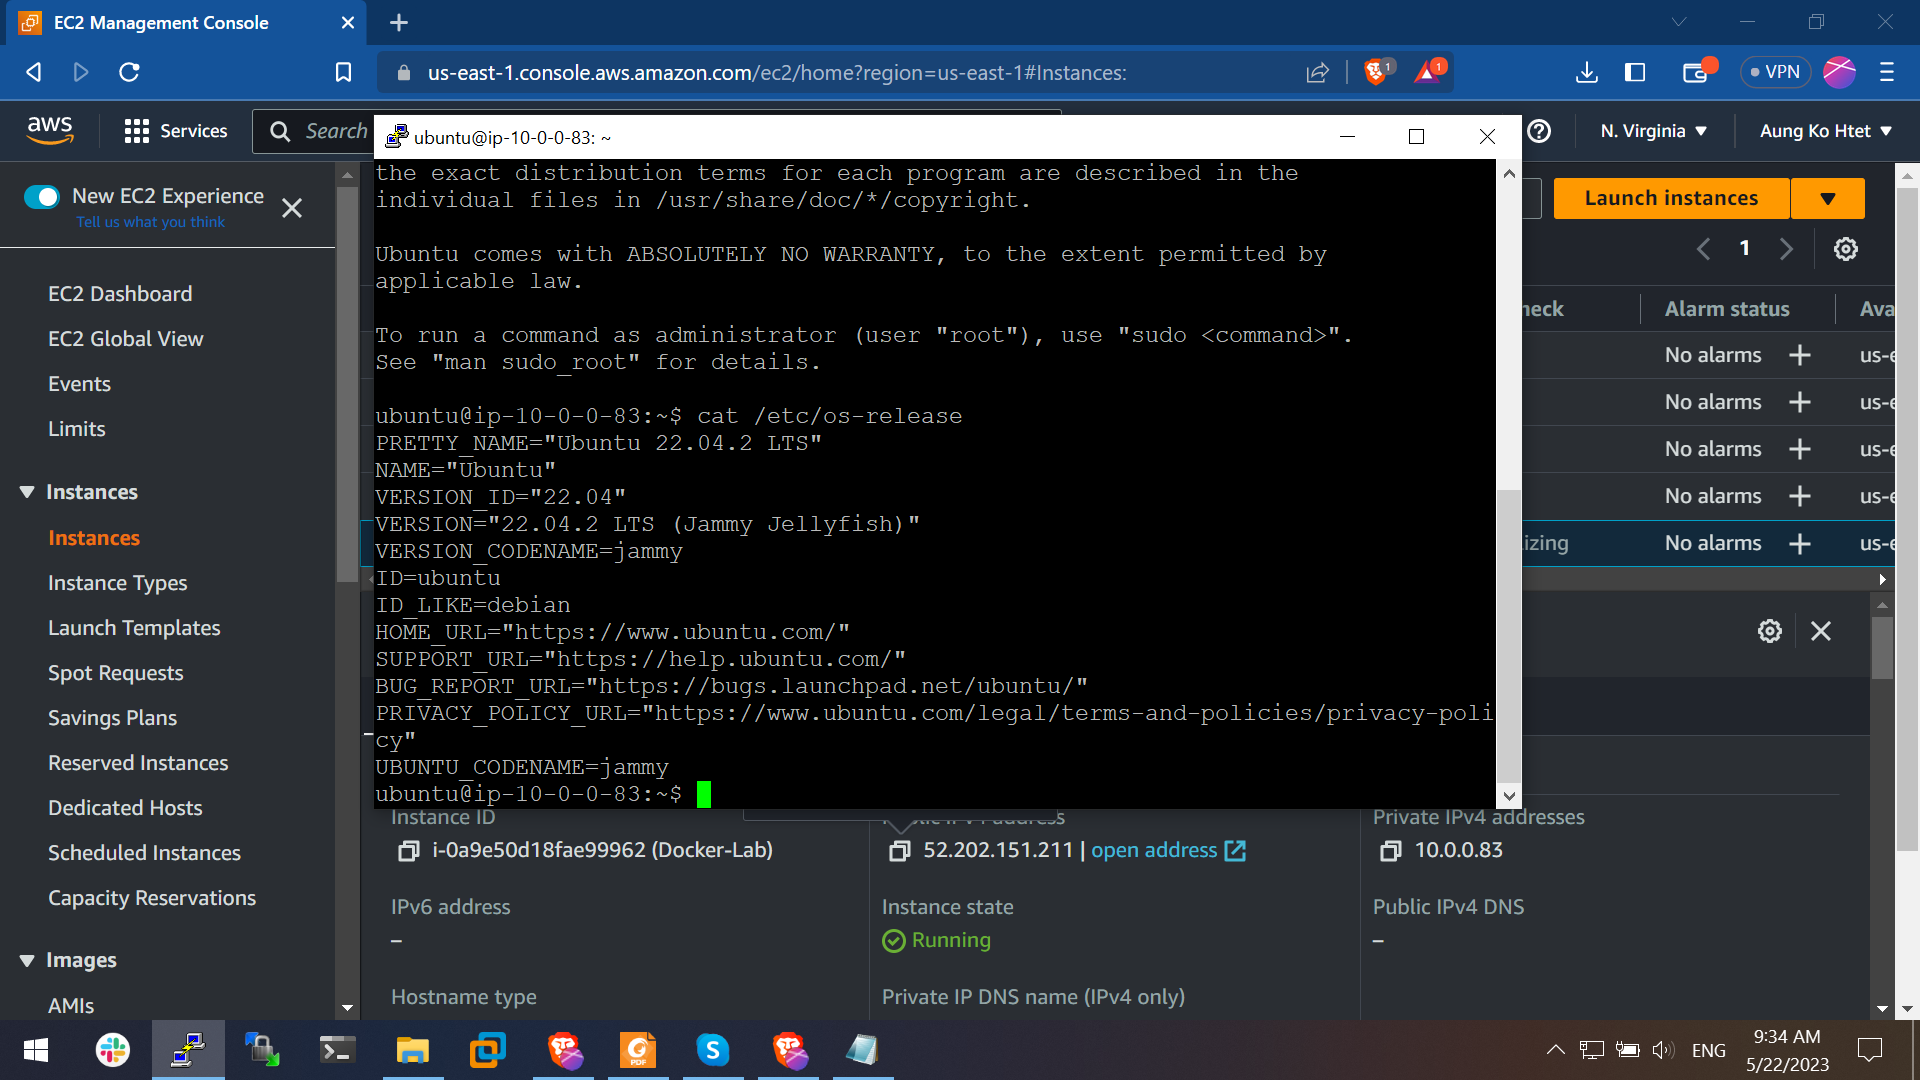 EC2 Management Console
us-east-1.console.aws.amazon.com/ec2/home?region=us-east-1#Instances:
1
1
VPN
aws
Services
Search
N. Virginia
Aung Ko Htet
New EC2 Experience
Tell us what you think
EC2 Dashboard
EC2 Global View
Events
Limits
Instances
Instances
Instance Types
Launch Templates
Spot Requests
Savings Plans
Reserved Instances
Dedicated Hosts
Scheduled Instances
Capacity Reservations
Images
AMIs
ubuntu@ip-10-0-0-83: ~
the exact distribution terms for each program are described in the
individual files in /usr/share/doc/*/copyright.
Ubuntu comes with ABSOLUTELY NO WARRANTY, to the extent permitted by
applicable law.
To run a command as administrator (user "root"), use "sudo <command>".
See "man sudo_root" for details.
ubuntu@ip-10-0-0-83:~$ cat /etc/os-release
PRETTY_NAME="Ubuntu 22.04.2 LTS"
NAME="Ubuntu"
VERSION_ID="22.04"
VERSION="22.04.2 LTS (Jammy Jellyfish)"
VERSION_CODENAME=jammy
ID=ubuntu
ID_LIKE=debian
HOME_URL="https://www.ubuntu.com/"
SUPPORT_URL="https://help.ubuntu.com/"
BUG_REPORT_URL="https://bugs.launchpad.net/ubuntu/"
PRIVACY_POLICY_URL="https://www.ubuntu.com/legal/terms-and-policies/privacy-poli
cy"
UBUNTU_CODENAME=jammy
ubuntu@ip-10-0-0-83:~$
Launch instances
1
heck Alarm status Ava
No alarms + us-e
No alarms + us-e
No alarms + us-e
No alarms + us-e
izing No alarms + us-e
Instance ID
i-0a9e50d18fae99962 (Docker-Lab)
IPv4 address
52.202.151.211 | open address
Private IPv4 addresses
10.0.0.83
IPv6 address
–
Instance state
Running
Public IPv4 DNS
–
Hostname type
Private IP DNS name (IPv4 only)
PDF
ENG
9:34 AM
5/22/2023